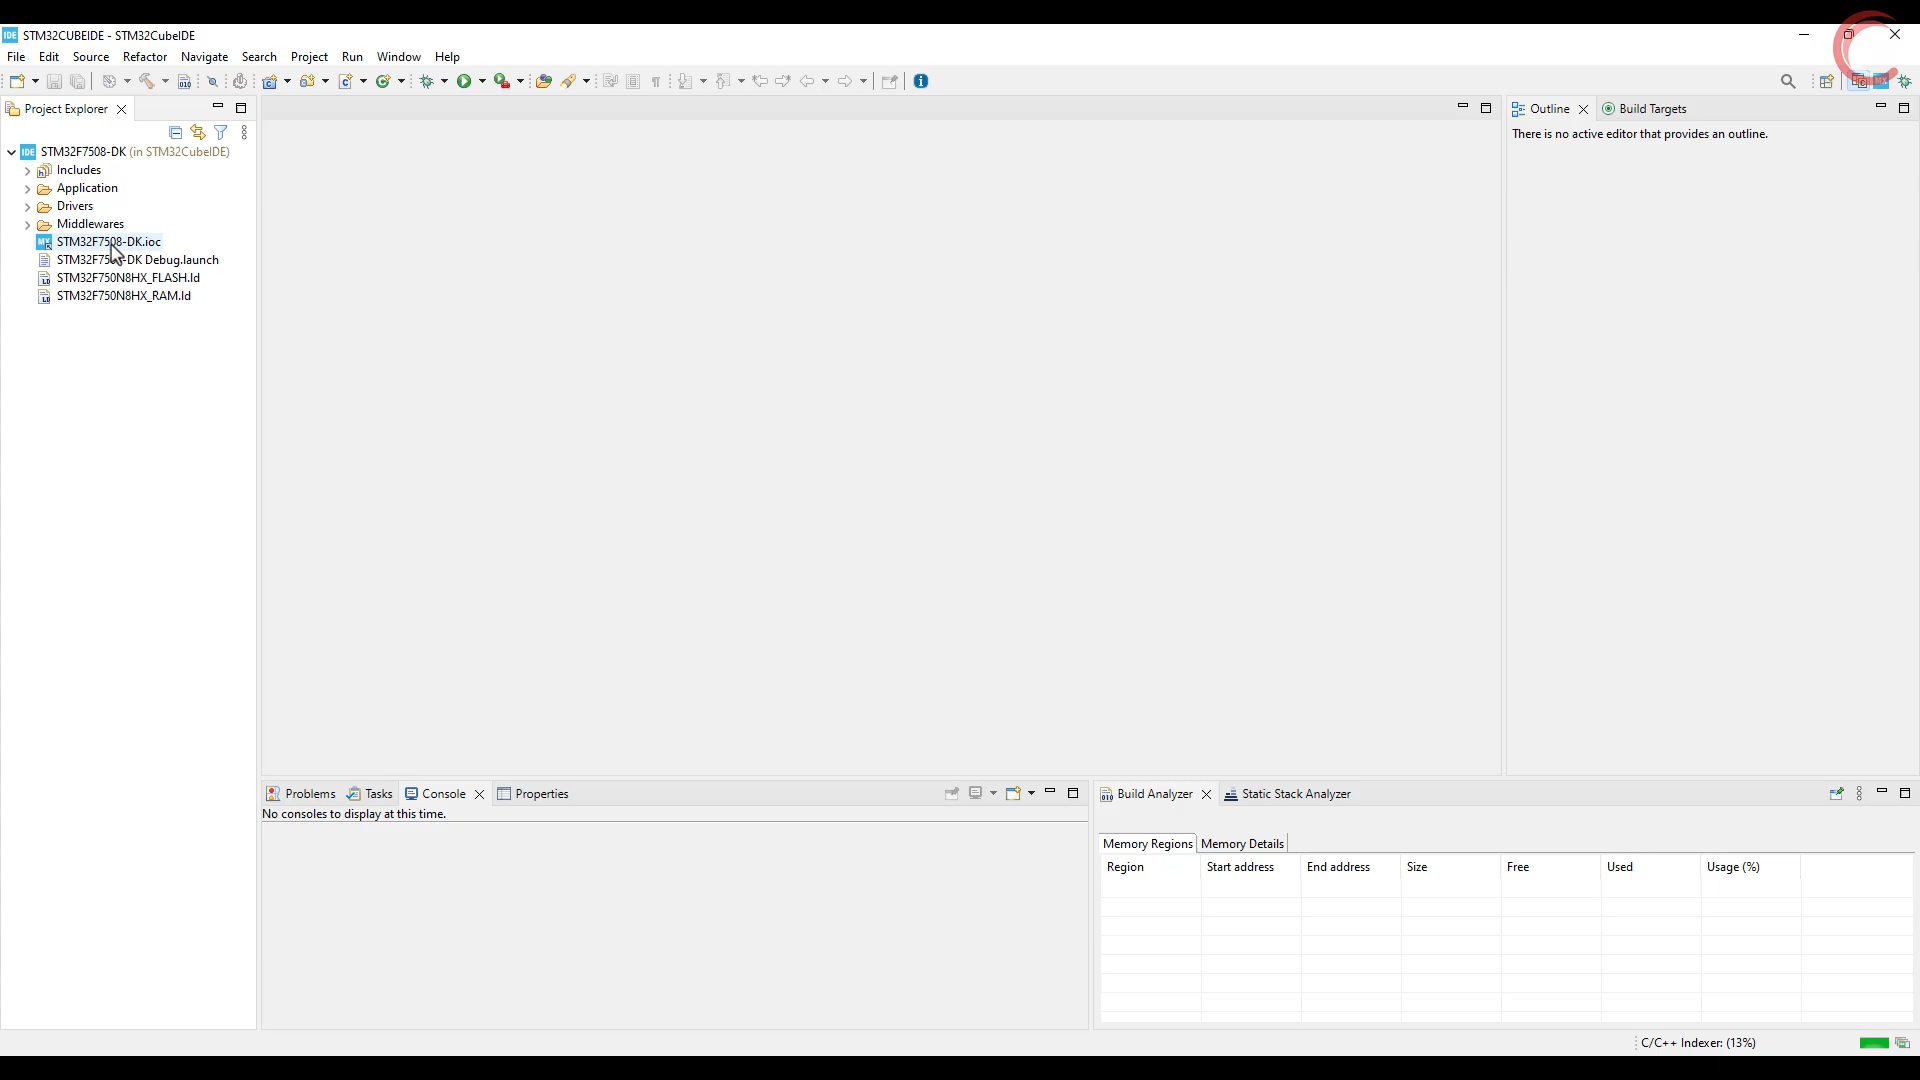 STM32CUBEIDE - STM32CubeIDE
File Edit Source Refactor Navigate Search Project Run Window Help
Project Explorer
STM32F7508-DK (in STM32CubeIDE)
Includes
Application
Drivers
Middlewares
STM32F7508-DK.ioc
STM32F7508-DK Debug.launch
STM32F750N8HX_FLASH.ld
STM32F750N8HX_RAM.ld
Outline Build Targets
There is no active editor that provides an outline.
Problems Tasks Console Properties
No consoles to display at this time.
Build Analyzer Static Stack Analyzer
Memory Regions Memory Details
Region Start address End address Size Free Used Usage (%)
C/C++ Indexer: (13%)